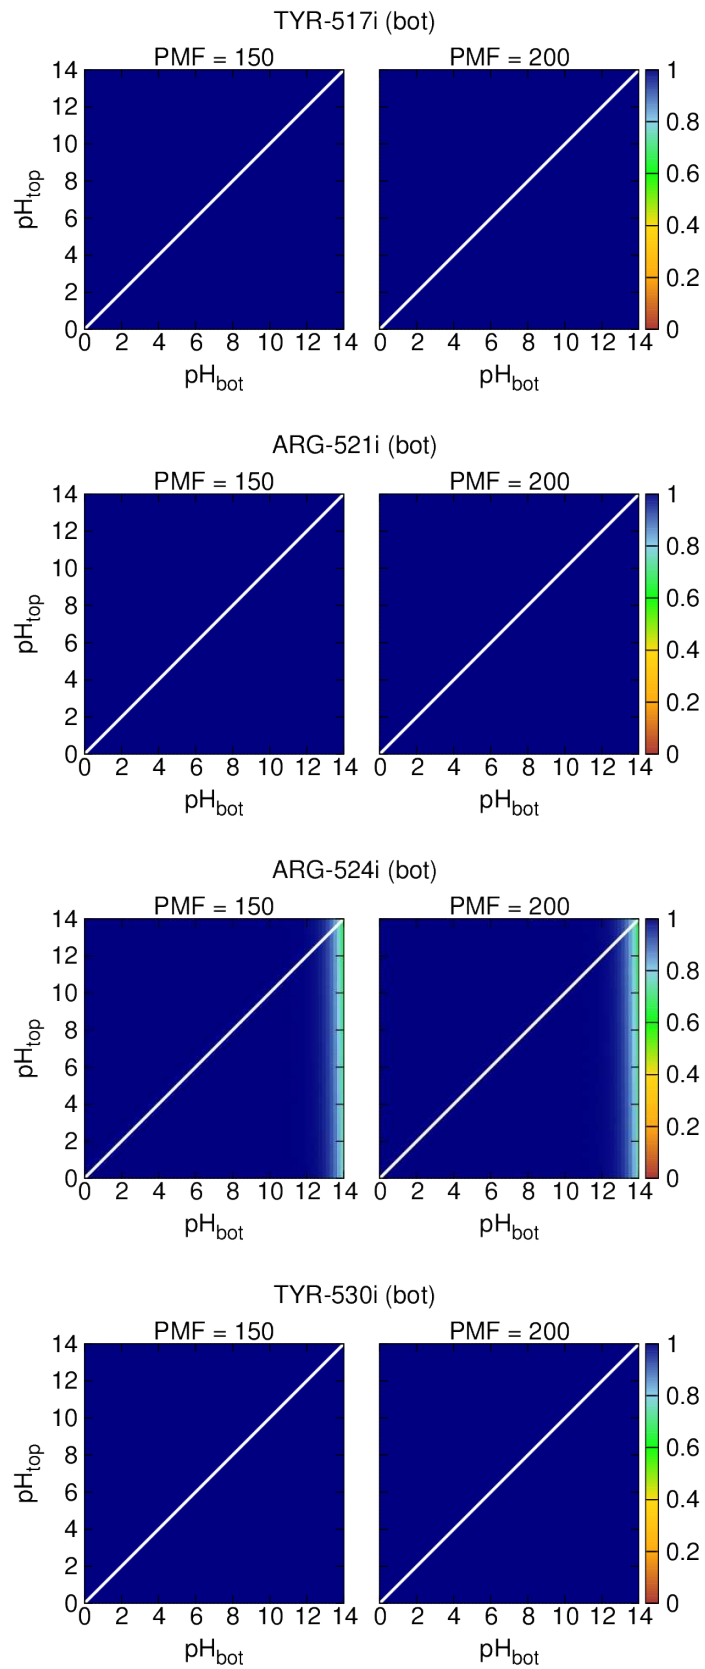 TYR-517i (bot)
PMF = 150 PMF = 200
14 12 10 8 6 4 2 0
pHtop
0 2 4 6 8 10 12 14 0 2 4 6 8 10 12 14
pHbot pHbot
1 0.8 0.6 0.4 0.2 0
ARG-521i (bot)
PMF = 150 PMF = 200
14 12 10 8 6 4 2 0
pHtop
0 2 4 6 8 10 12 14 0 2 4 6 8 10 12 14
pHbot pHbot
1 0.8 0.6 0.4 0.2 0
ARG-524i (bot)
PMF = 150 PMF = 200
14 12 10 8 6 4 2 0
pHtop
0 2 4 6 8 10 12 14 0 2 4 6 8 10 12 14
pHbot pHbot
1 0.8 0.6 0.4 0.2 0
TYR-530i (bot)
PMF = 150 PMF = 200
14 12 10 8 6 4 2 0
pHtop
0 2 4 6 8 10 12 14 0 2 4 6 8 10 12 14
pHbot pHbot
1 0.8 0.6 0.4 0.2 0